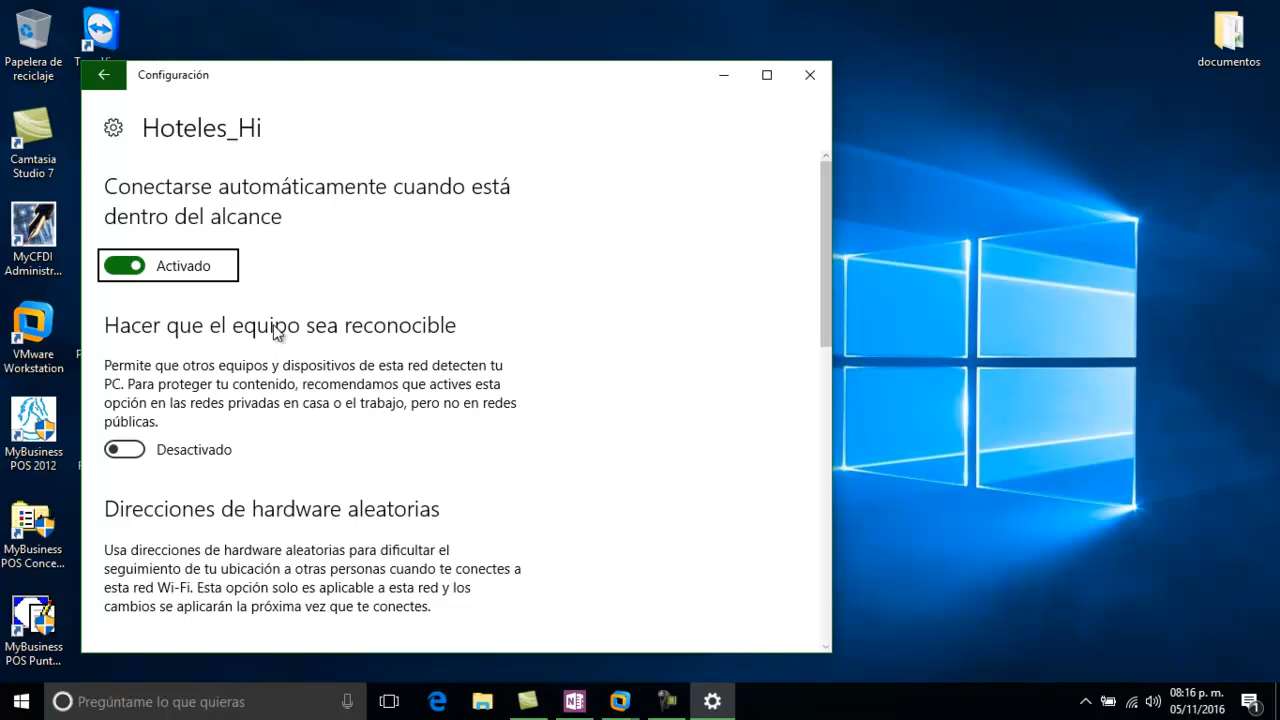 Papelera de
reciclaje
documentos
Configuración
Hoteles_Hi
Camtasia
Studio 7
Conectarse automáticamente cuando está
dentro del alcance
Activado
MyCFDI
Administr...
Hacer que el equipo sea reconocible
VMware
Workstation
Permite que otros equipos y dispositivos de esta red detecten tu
PC. Para proteger tu contenido, recomendamos que actives esta
opción en las redes privadas en casa o el trabajo, pero no en redes
públicas.
Desactivado
MyBusiness
POS 2012
Direcciones de hardware aleatorias
MyBusiness
POS Conce...
Usa direcciones de hardware aleatorias para dificultar el
seguimiento de tu ubicación a otras personas cuando te conectes a
esta red Wi-Fi. Esta opción solo es aplicable a esta red y los
cambios se aplicarán la próxima vez que te conectes.
MyBusiness
POS Punt...
Pregúntame lo que quieras
08:16 p. m.
05/11/2016
1